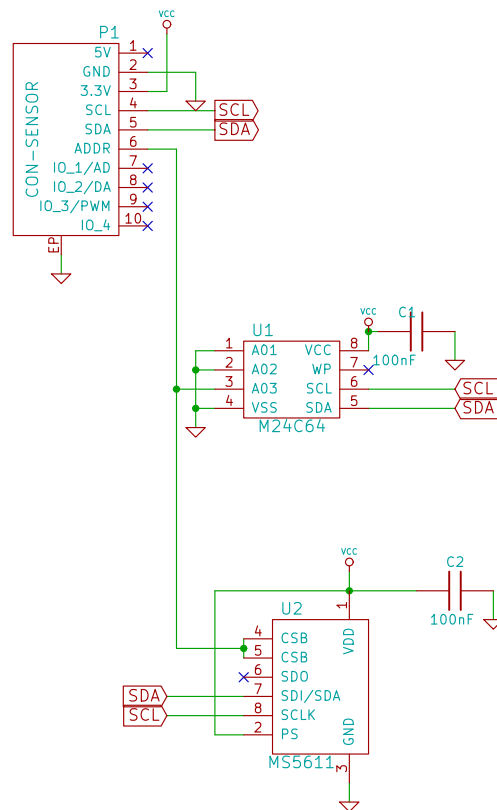 P1
VCC
5V 1
GND 2
3.3V 3
SCL 4 SCL
SDA 5 SDA
ADDR 6
IO_1/AD 7
IO_2/DA 8
IO_3/PWM 9
IO_4 10
CON-SENSOR
EP
U1
VCC
C1
100nF
1 A01 VCC 8
2 A02 WP 7
3 A03 SCL 6 SCL
4 VSS SDA 5 SDA
M24C64
VCC
C2
100nF
U2
1
VDD
4 CSB
5 CSB
6 SDO
SDA 7 SDI/SDA
SCL 8 SCLK
2 PS
GND
3
MS5611